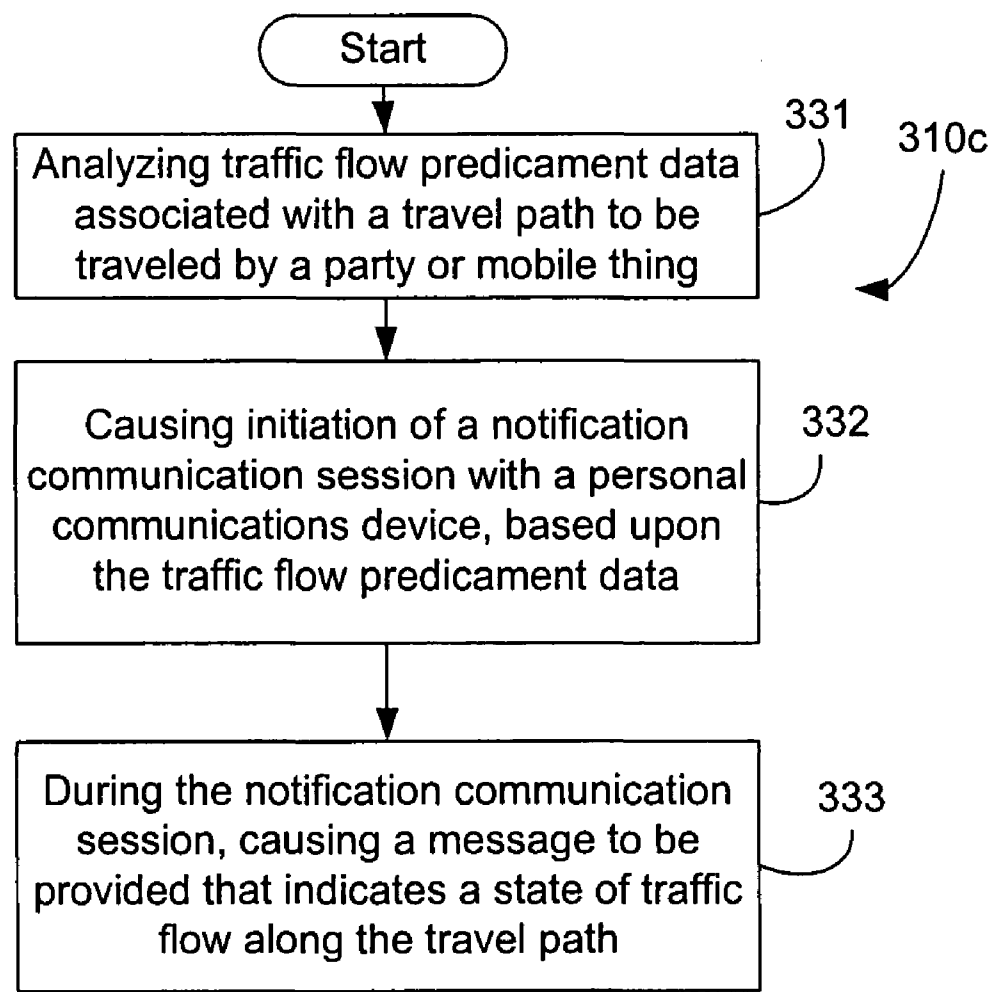 Start
331
310c
Analyzing traffic flow predicament data
associated with a travel path to be
traveled by a party or mobile thing
332
Causing initiation of a notification
communication session with a personal
communications device, based upon
the traffic flow predicament data
333
During the notification communication
session, causing a message to be
provided that indicates a state of traffic
flow along the travel path